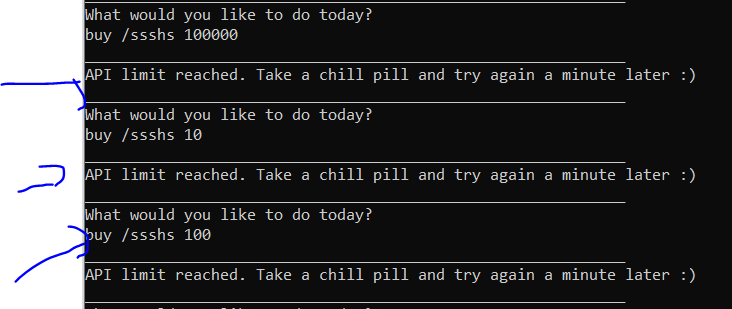 What would you like to do today?
buy /ssshs 100000
API limit reached. Take a chill pill and try again a minute later :)
What would you like to do today?
buy /ssshs 10
API limit reached. Take a chill pill and try again a minute later :)
What would you like to do today?
buy /ssshs 100
API limit reached. Take a chill pill and try again a minute later :)